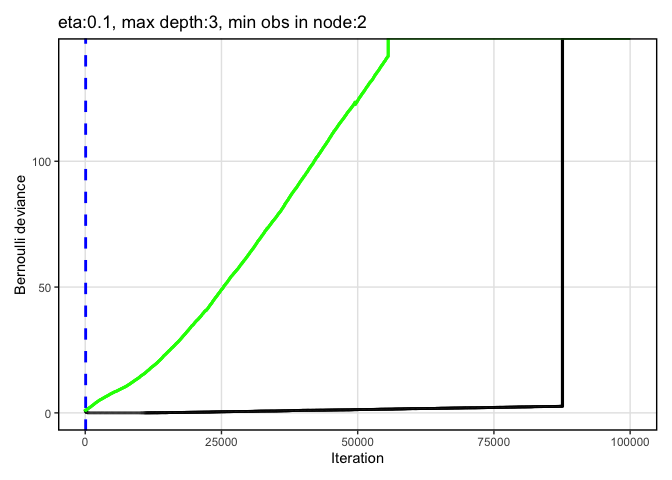 eta:0.1, max depth:3, min obs in node:2
Bernoulli deviance
100
50
0
0 25000 50000 75000 100000
Iteration